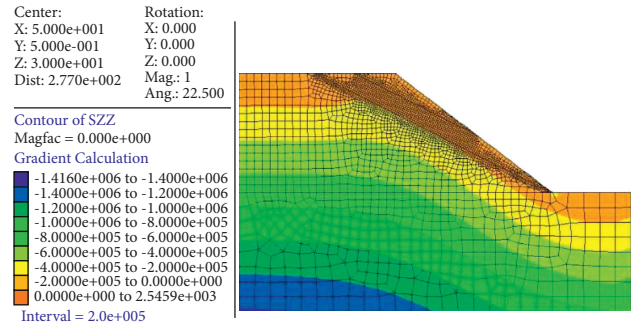 Center:
X: 5.000e+001
Y: 5.000e-001
Z: 3.000e+001
Dist: 2.770e+002
Rotation:
X: 0.000
Y: 0.000
Z: 0.000
Mag.: 1
Ang.: 22.500
Contour of SZZ
Magfac = 0.000e+000
Gradient Calculation
-1.4160e+006 to -1.4000e+006
-1.4000e+006 to -1.2000e+006
-1.2000e+006 to -1.0000e+006
-1.0000e+006 to -8.0000e+005
-8.0000e+005 to -6.0000e+005
-6.0000e+005 to -4.0000e+005
-4.0000e+005 to -2.0000e+005
-2.0000e+005 to 0.0000e+000
0.0000e+000 to 2.5459e+003
Interval = 2.0e+005